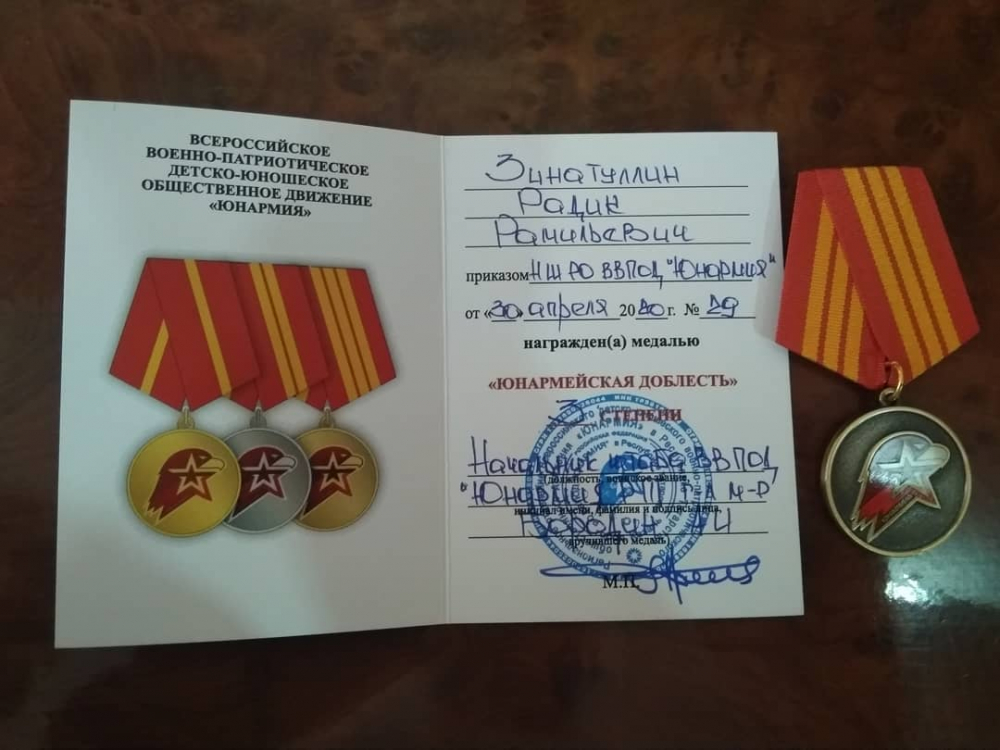 ВСЕРОССИЙСКОЕ
ВОЕННО-ПАТРИОТИЧЕСКОЕ
ДЕТСКО-ЮНОШЕСКОЕ
ОБЩЕСТВЕННОЕ ДВИЖЕНИЕ
«ЮНАРМИЯ»
Зинатуллин
Радик
Рамильевич
приказом НШ РО ВВПОД "Юнармия"
от «30» апреля 2020 г. № 29
награжден(а) медалью
«ЮНАРМЕЙСКАЯ ДОБЛЕСТЬ»
3 СТЕПЕНИ
Начальник штаба ВВПОД
(должность, воинское звание,
"Юнармия" м-р
инициал имени, фамилия и подпись лица,
вручившего медаль)
М.П.